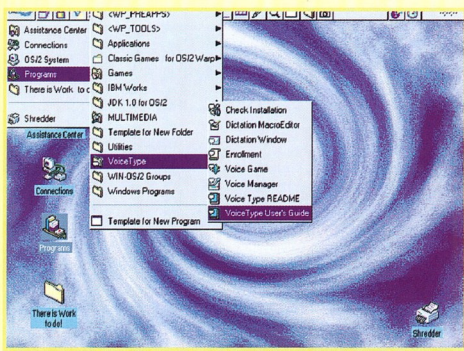 Assistance Center
Connections
OS/2 System
Programs
There is Work to
Shredder
<WP_PREAPPS>
<WP_TOOLS>
Applications
Classic Games for OS/2 Warp
Games
IBM Works
JDK 1.0 for OS/2
MULTIMEDIA
Template for New Folder
Utilities
VoiceType
WIN-OS/2 Groups
Windows Programs
Template for New Program
Check Installation
Dictation MacroEditor
Dictation Window
Enrollment
Voice Game
Voice Manager
Voice Type README
VoiceType User's Guide
Assistance Center
Connections
Programs
There is Work
to do!
Shredder